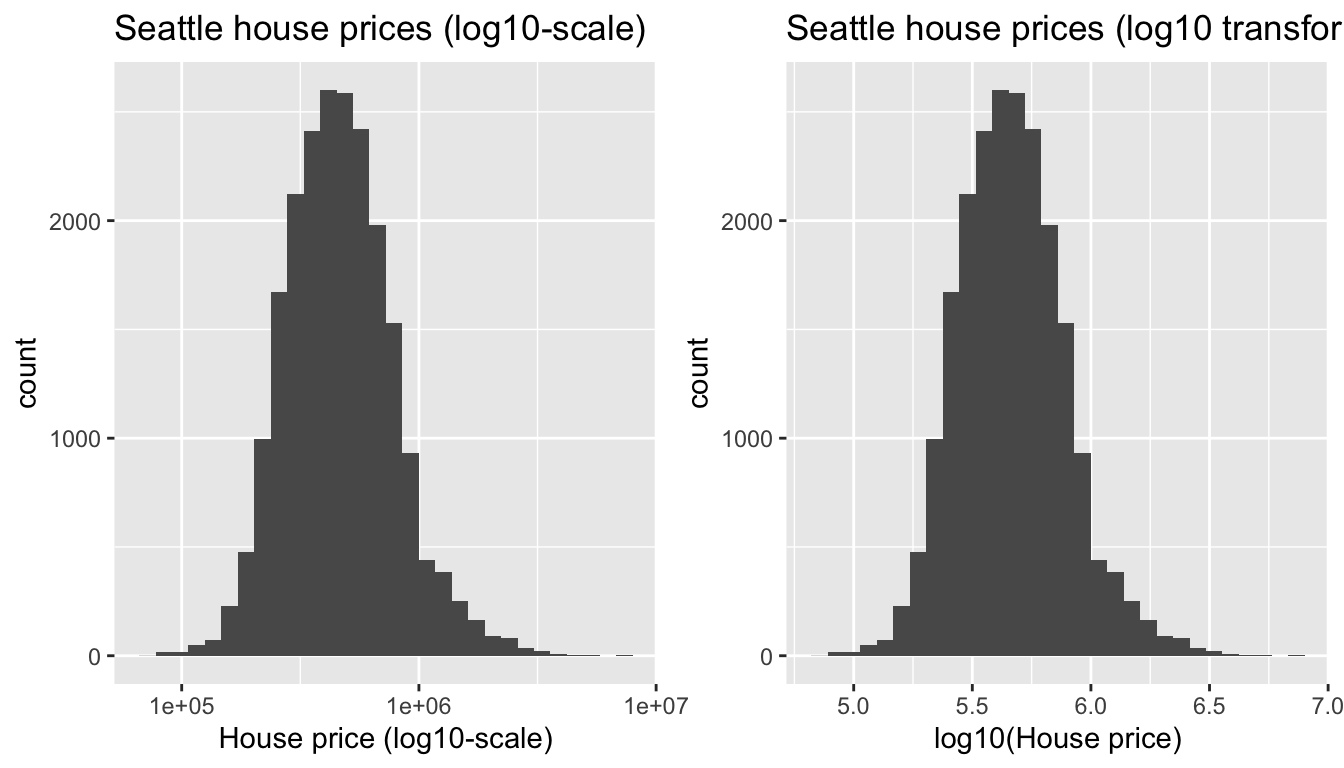 Seattle house prices (log10-scale)
count
2000
1000
0
1e+05 1e+06 1e+07
House price (log10-scale)
Seattle house prices (log10 transfor
count
2000
1000
0
5.0 5.5 6.0 6.5 7.0
log10(House price)